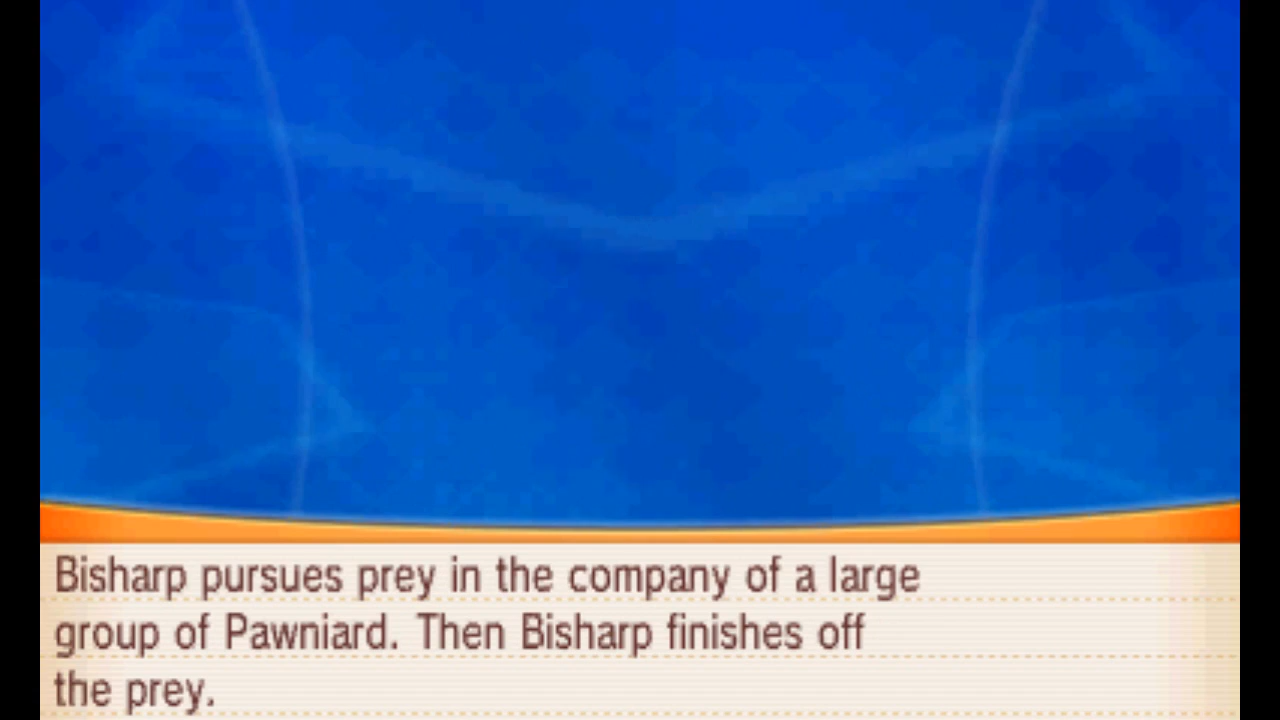 Bisharp pursues prey in the company of a large
group of Pawniard. Then Bisharp finishes off
the prey.